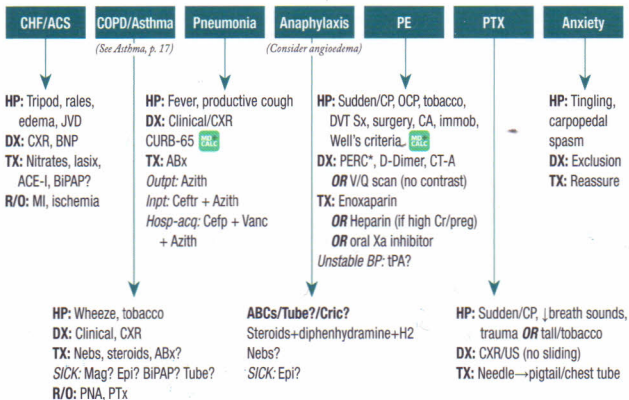 CHF/ACS
COPD/Asthma
Pneumonia
Anaphylaxis
PE
PTX
Anxiety
(See Asthma, p. 17)
(Consider angioedema)
HP: Tripod, rales,
edema, JVD
DX: CXR, BNP
TX: Nitrates, lasix,
ACE-I, BiPAP?
R/O: MI, ischemia
HP: Fever, productive cough
DX: Clinical/CXR
CURB-65 MD CALC
TX: ABx
Outpt: Azith
Inpt: Ceftr + Azith
Hosp-acq: Cefp + Vanc
+ Azith
HP: Sudden/CP, OCP, tobacco,
DVT Sx, surgery, CA, immob,
Well's criteria MD CALC
DX: PERC*, D-Dimer, CT-A
OR V/Q scan (no contrast)
TX: Enoxaparin
OR Heparin (if high Cr/preg)
OR oral Xa inhibitor
Unstable BP: tPA?
HP: Tingling,
carpopedal
spasm
DX: Exclusion
TX: Reassure
HP: Wheeze, tobacco
DX: Clinical, CXR
TX: Nebs, steroids, ABx?
SICK: Mag? Epi? BiPAP? Tube?
R/O: PNA, PTx
ABCs/Tube?/Cric?
Steroids+diphenhydramine+H2
Nebs?
SICK: Epi?
HP: Sudden/CP, ↓breath sounds,
trauma OR tall/tobacco
DX: CXR/US (no sliding)
TX: Needle→pigtail/chest tube